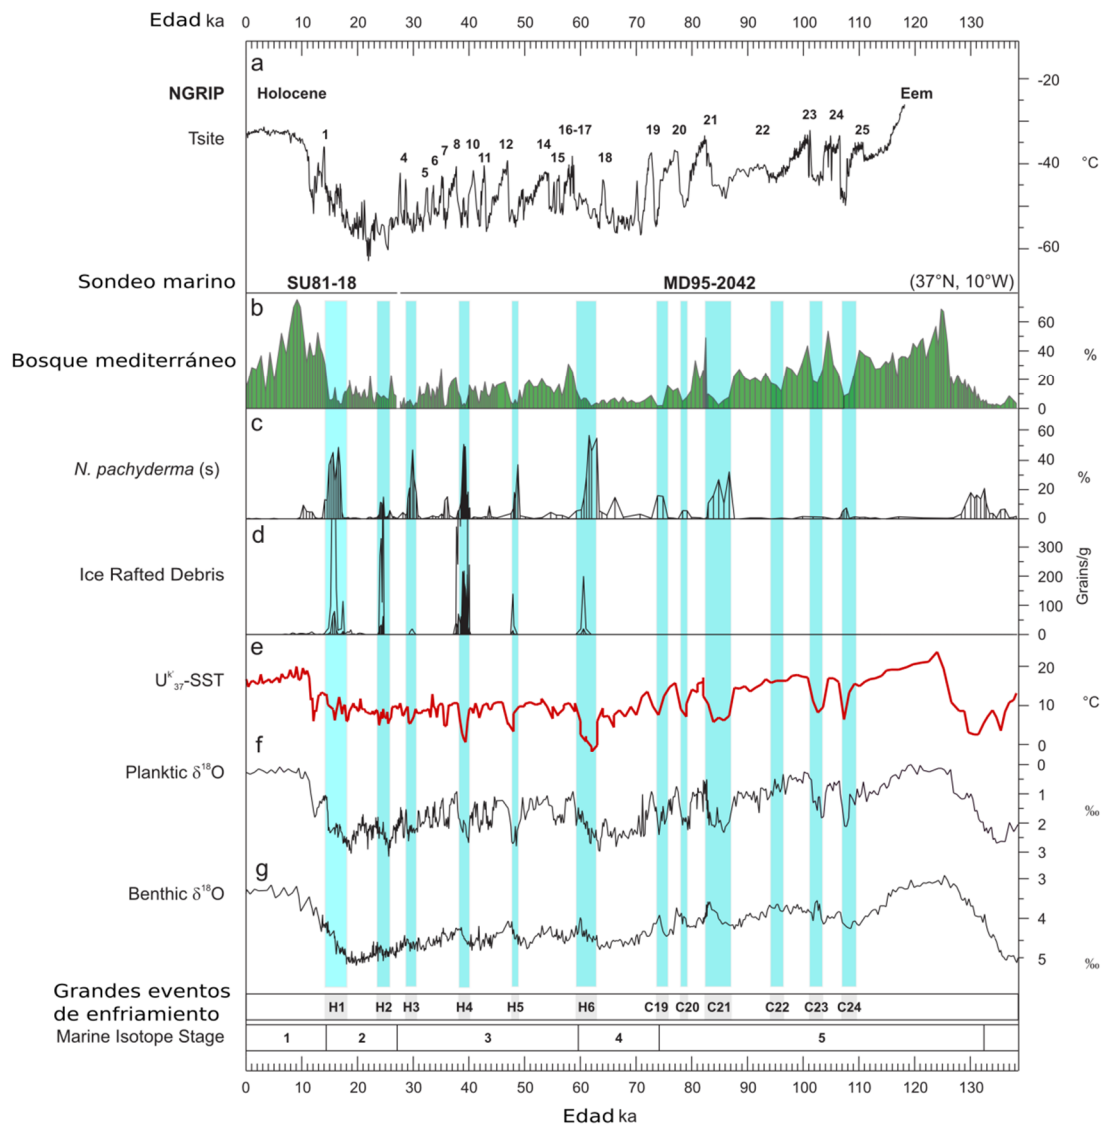 Edad ka 0 10 20 30 40 50 60 70 80 90 100 110 120 130
a
-20
NGRIP Holocene Eem
Tsite
1 4 5 6 7 8 10 11 12 14 15 16-17 18 19 20 21 22 23 24 25
-40 °C
-60
Sondeo marino SU81-18 MD95-2042 (37°N, 10°W)
b
60
Bosque mediterráneo 40 %
20
0
c
60
N. pachyderma (s) 40 %
20
0
d
300
Ice Rafted Debris 200 Grains/g
100
0
e
20
U^k'_37-SST 10 °C
0
f
0
Planktic δ18O 1
2 ‰
3
g
3
Benthic δ18O 4
5 ‰
Grandes eventos
de enfriamiento H1 H2 H3 H4 H5 H6 C19 C20 C21 C22 C23 C24
Marine Isotope Stage 1 2 3 4 5
0 10 20 30 40 50 60 70 80 90 100 110 120 130
Edad ka